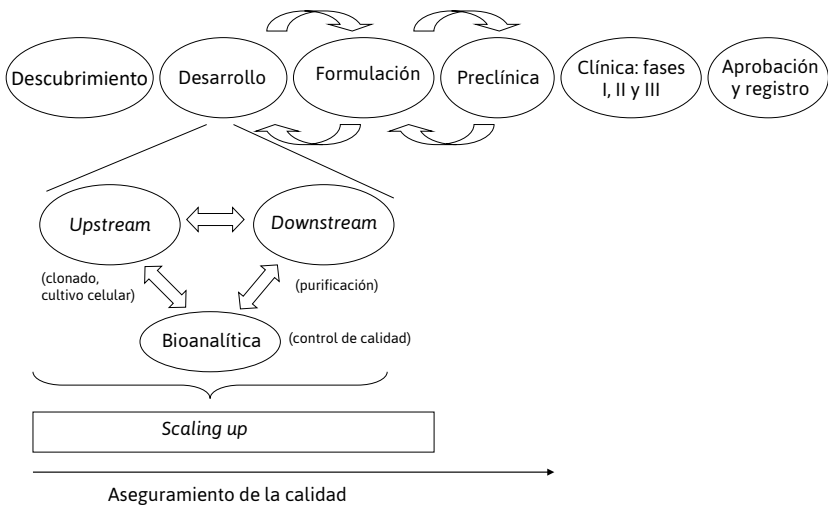 Descubrimiento
Desarrollo
Formulación
Preclínica
Clínica: fases
I, II y III
Aprobación
y registro
Upstream
Downstream
(clonado,
cultivo celular)
(purificación)
Bioanalítica
(control de calidad)
Scaling up
Aseguramiento de la calidad